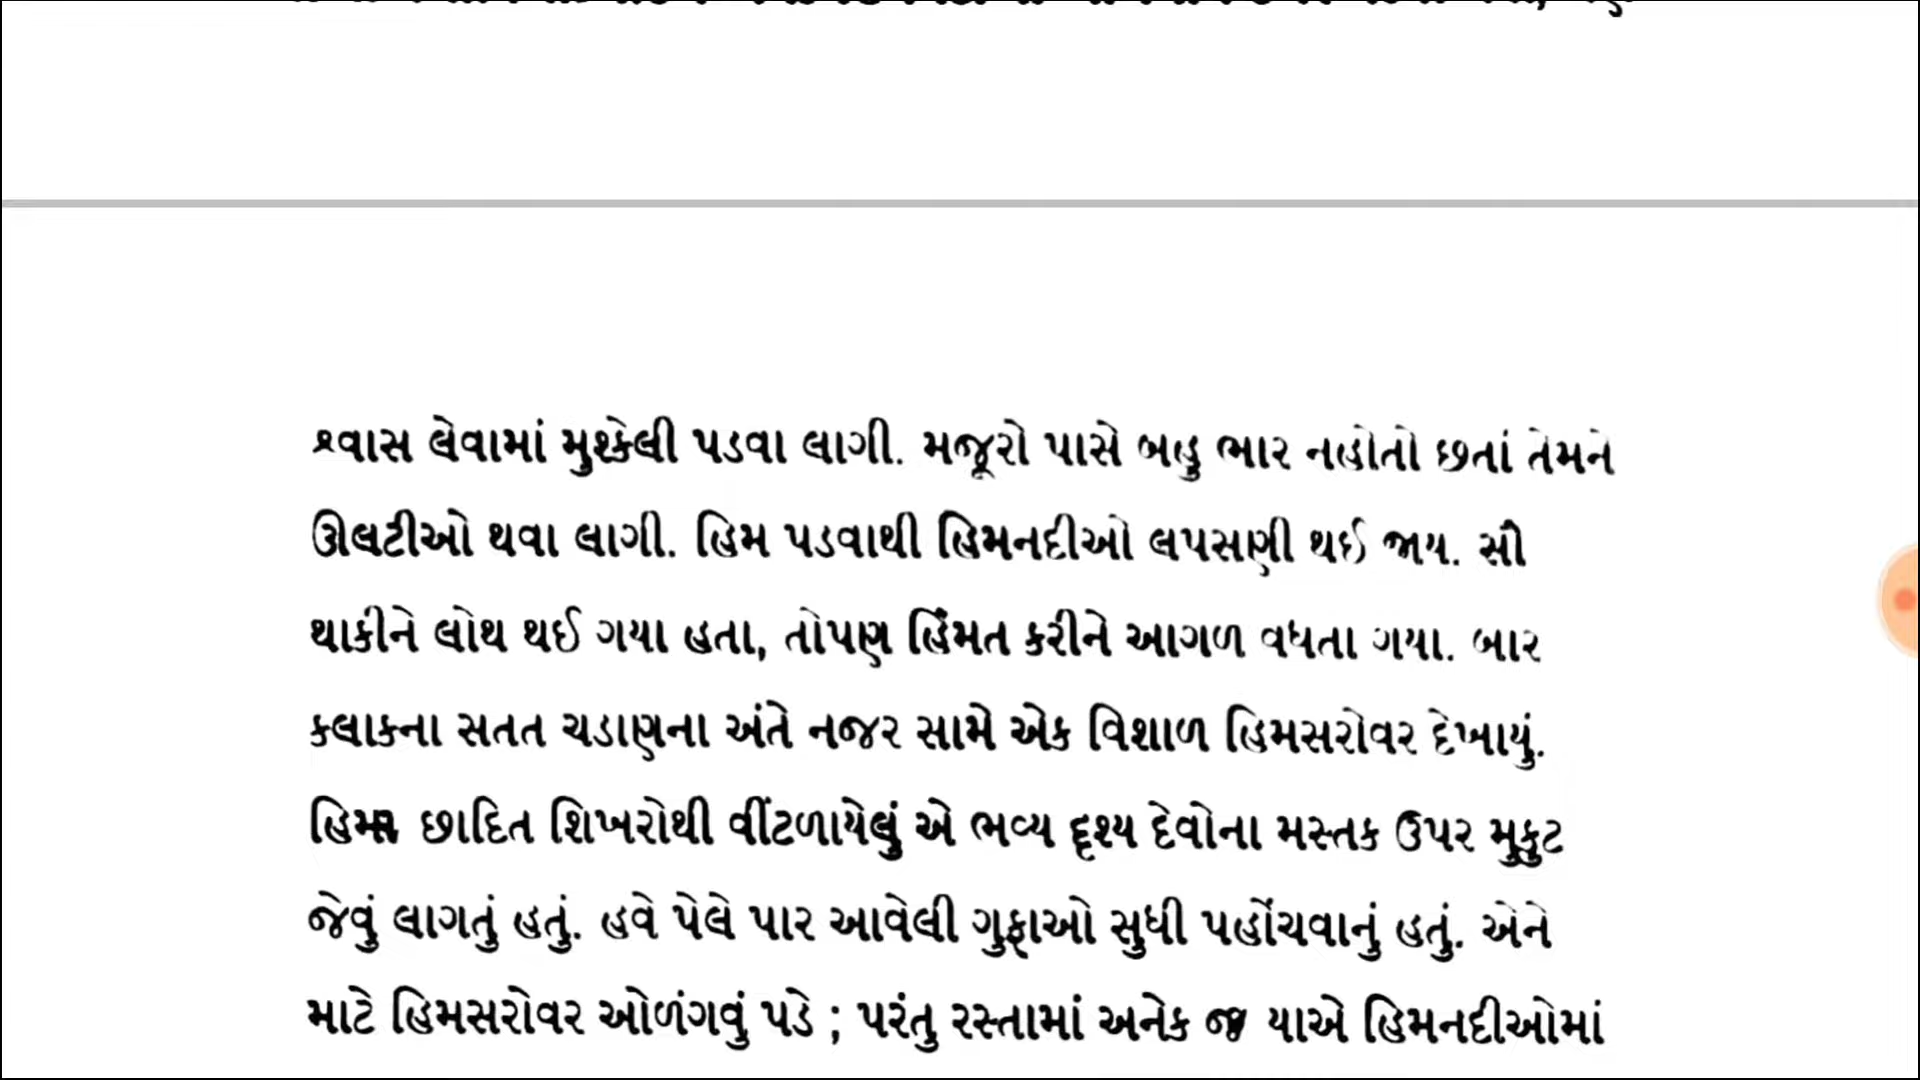 શ્વાસ લેવામાં મુશ્કેલી પડવા લાગી. મજૂરો પાસે બહુ ભાર નહોતો છતાં તેમને
ઊલટીઓ થવા લાગી. હિમ પડવાથી હિમનદીઓ લપસાણી થઈ જાય. સૌ
થાકીને લોથ થઈ ગયા હતા, તોપણ હિંમત કરીને આગળ વધતા ગયા. બાર
કલાકના સતત ચડાણના અંતે નજર સામે એક વિશાળ હિમસરોવર દેખાયું.
છાદિત શિખરોથી વીંટળાયેલું એ ભવ્ય દૃશ્ય દેવોના મસ્તક ઉપર મુકુટ
જેવું લાગતું હતું. હવે પેલે પાર આવેલી ગુફાઓ સુધી પહોંચવાનું હતું. એને
માટે હિમસરોવર ઓળંગવું પડે ; પરંતુ રસ્તામાં અનેક યાએ હિમનદીઓમાં